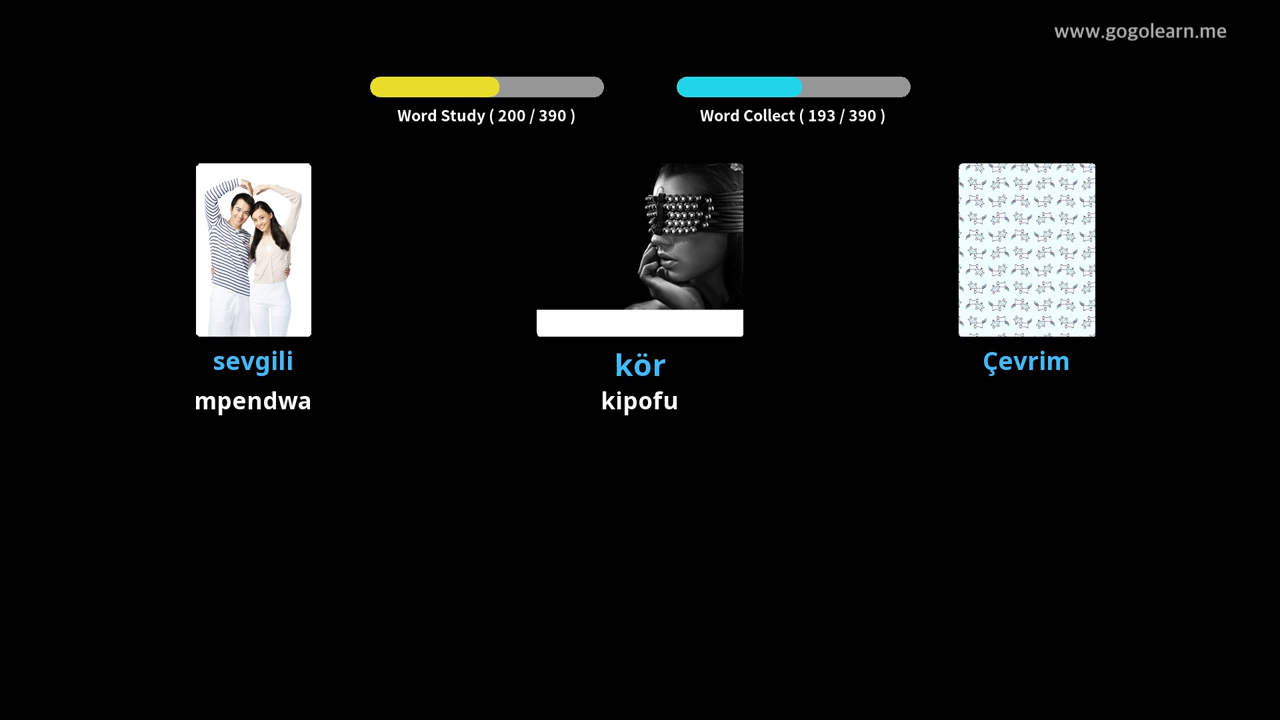 www.gogolearn.me
Word Study ( 200 / 390 )
Word Collect ( 193 / 390 )
sevgili
mpendwa
kör
kipofu
Çevrim